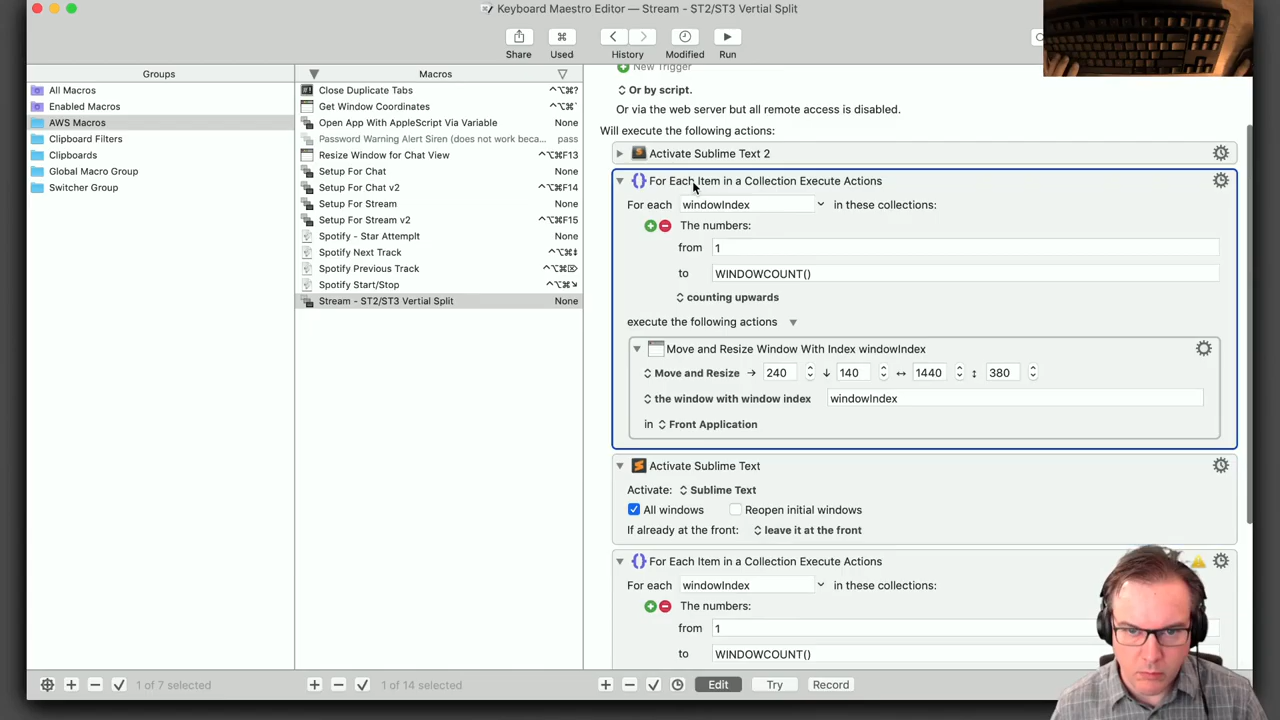 Keyboard Maestro Editor — Stream - ST2/ST3 Vertial Split
Share
Used
History
Modified
Run
Groups
All Macros
Enabled Macros
AWS Macros
Clipboard Filters
Clipboards
Global Macro Group
Switcher Group
Macros
Close Duplicate Tabs ^⌥⌘?
Get Window Coordinates ^⌥⌘`
Open App With AppleScript Via Variable None
Password Warning Alert Siren (does not work beca... pass
Resize Window for Chat View ^⌥⌘F13
Setup For Chat None
Setup For Chat v2 ^⌥⌘F14
Setup For Stream None
Setup For Stream v2 ^⌥⌘F15
Spotify - Star AttempIt None
Spotify Next Track ^⌥⌘⇟
Spotify Previous Track ^⌥⌘⌦
Spotify Start/Stop ^⌥⌘↘
Stream - ST2/ST3 Vertial Split None
New Trigger
Or by script.
Or via the web server but all remote access is disabled.
Will execute the following actions:
Activate Sublime Text 2
For Each Item in a Collection Execute Actions
For each windowIndex in these collections:
The numbers:
from 1
to WINDOWCOUNT()
counting upwards
execute the following actions
Move and Resize Window With Index windowIndex
Move and Resize → 240 ↓ 140 ↔ 1440 ↕ 380
the window with window index windowIndex
in Front Application
Activate Sublime Text
Activate: Sublime Text
All windows Reopen initial windows
If already at the front: leave it at the front
For Each Item in a Collection Execute Actions
For each windowIndex in these collections:
The numbers:
from 1
to WINDOWCOUNT()
1 of 7 selected
1 of 14 selected
Edit Try Record